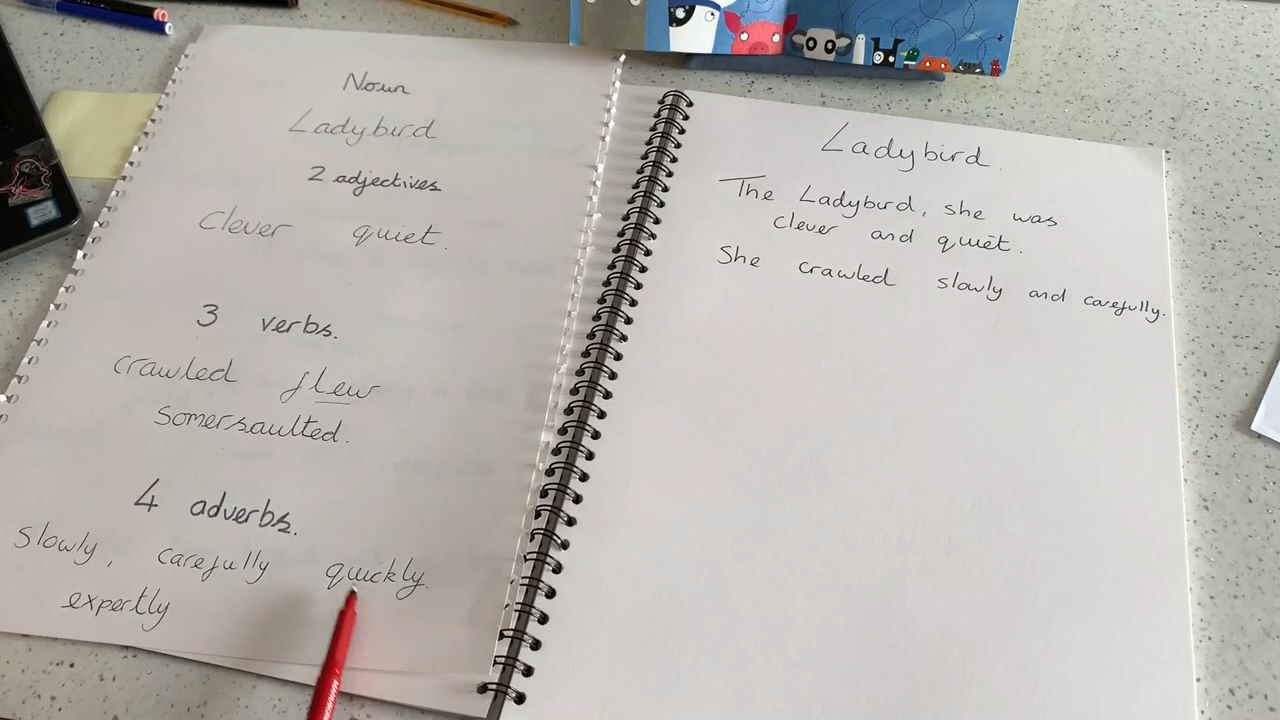 Noun
Ladybird
2 adjectives
clever quiet.
3 verbs.
crawled flew
somersaulted.
4 adverbs.
slowly, carefully quickly.
expertly
Ladybird.
The Ladybird, she was
clever and quiet.
She crawled slowly and carefully.